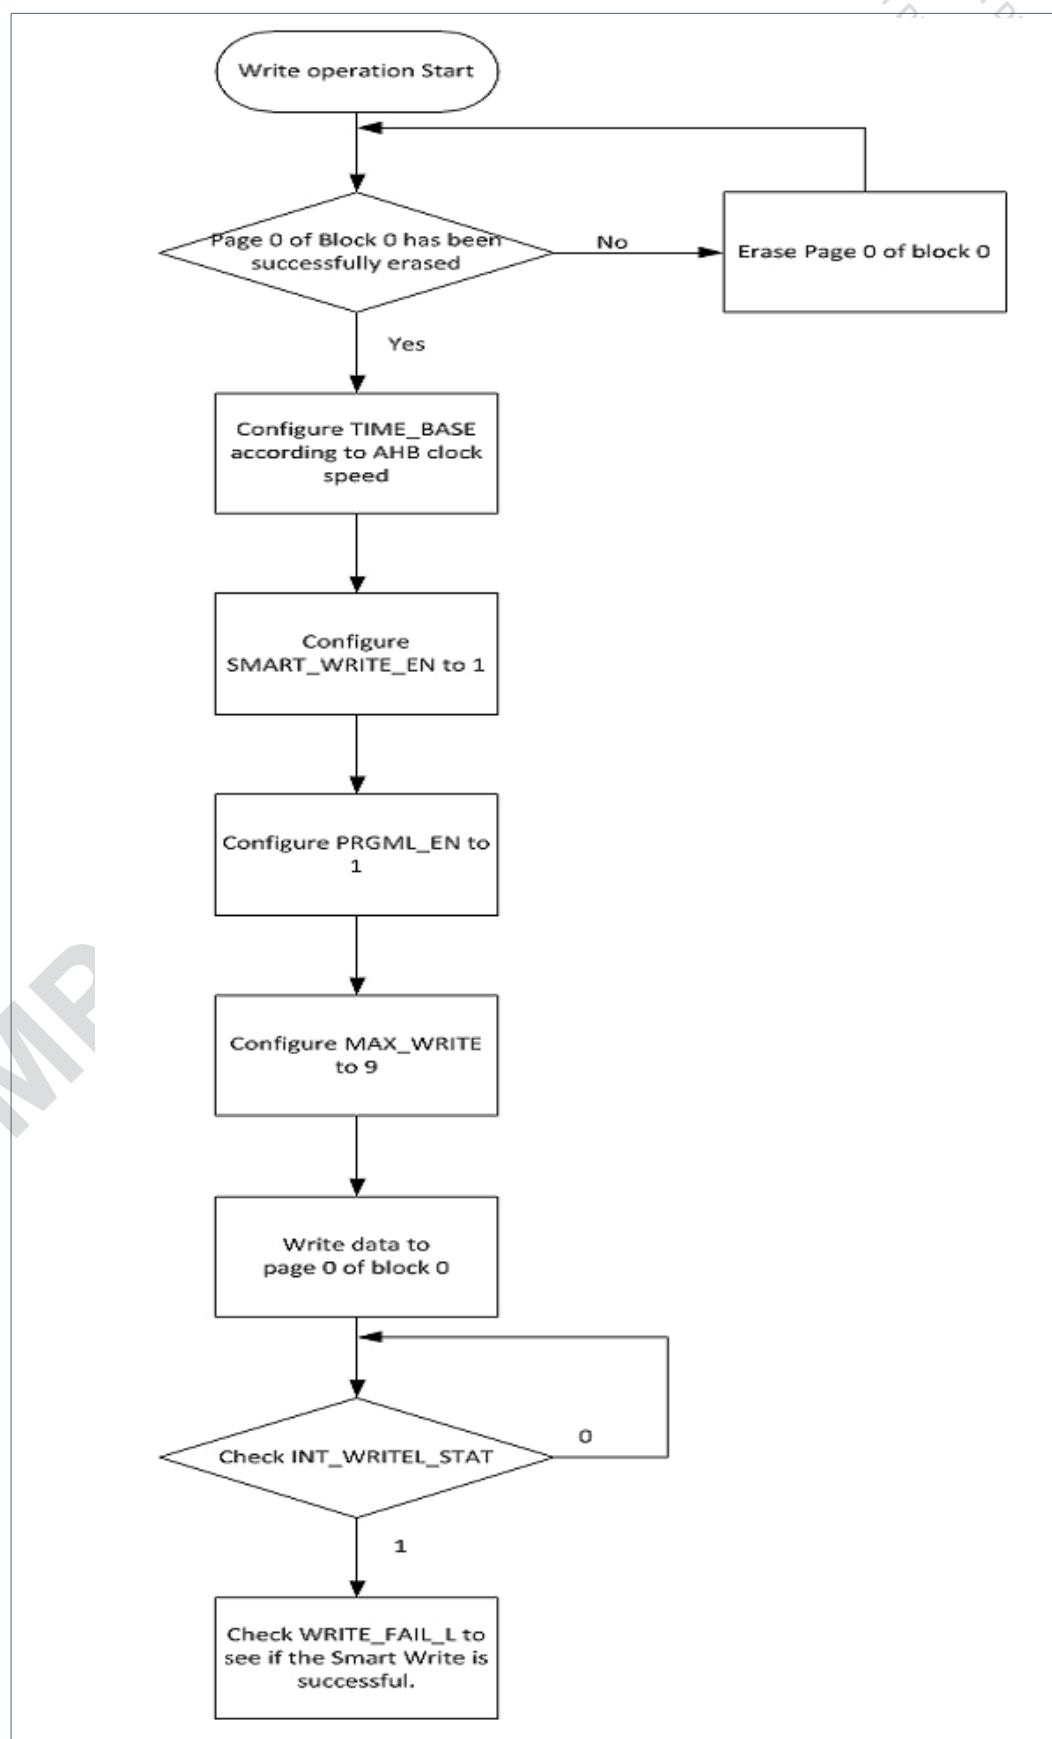 Write operation Start
Page 0 of Block 0 has been
successfully erased
No
Erase Page 0 of block 0
Yes
Configure TIME_BASE
according to AHB clock
speed
Configure
SMART_WRITE_EN to 1
Configure PRGML_EN to
1
Configure MAX_WRITE
to 9
Write data to
page 0 of block 0
Check INT_WRITEL_STAT
0
1
Check WRITE_FAIL_L to
see if the Smart Write is
successful.